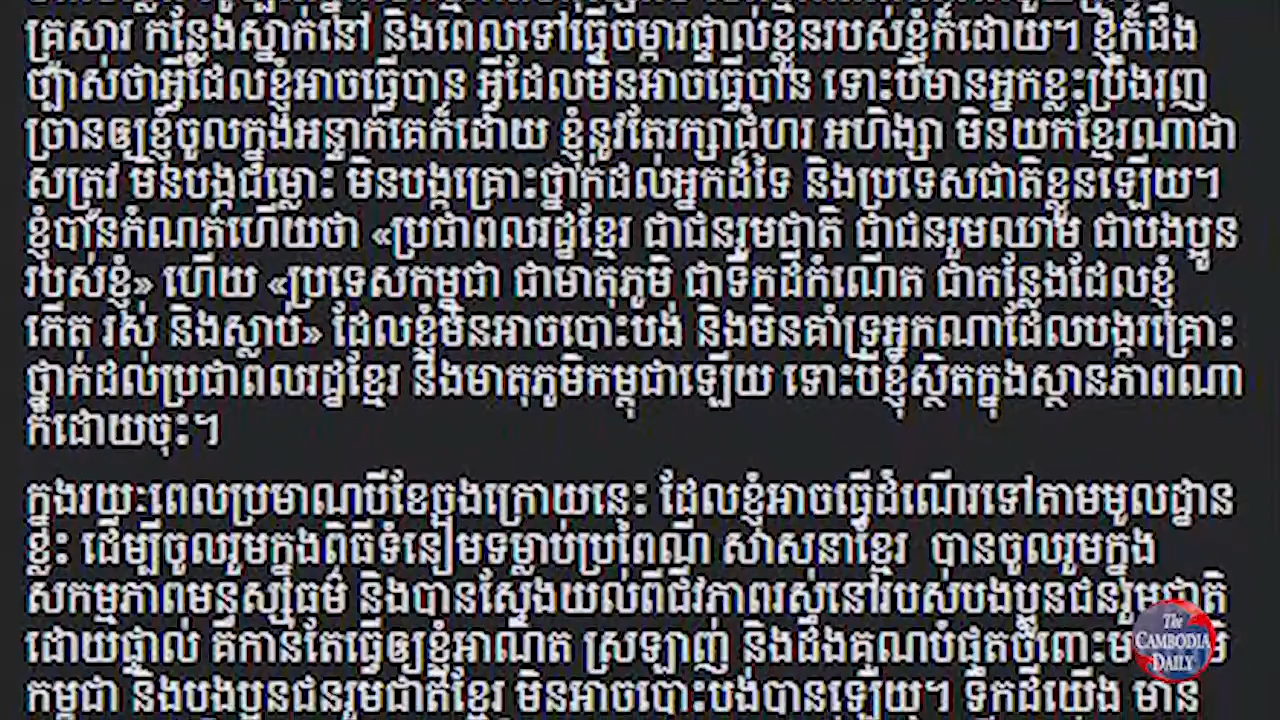 គ្រួសារ កន្លែងស្នាក់នៅ និងពេលទៅធ្វើចម្ការផ្ទាល់ខ្លួនរបស់ខ្ញុំក៏ដោយ។ ខ្ញុំក៏ដឹង
ច្បាស់ថាអ្វីដែលខ្ញុំអាចធ្វើបាន អ្វីដែលមិនអាចធ្វើបាន ទោះបីមានអ្នកខ្លះប្រឹងរុញ
ច្រានឲ្យខ្ញុំចូលក្នុងអន្ទាក់គេក៏ដោយ ខ្ញុំនូវតែរក្សាជំហរ អហិង្សា មិនយកខ្មែរណាជា
សត្រូវ មិនបង្កជម្លោះ មិនបង្កគ្រោះថ្នាក់ដល់អ្នកដ៏ទៃ និងប្រទេសជាតិខ្លួនឡើយ។
ខ្ញុំបានកំណត់ហើយថា «ប្រជាពលរដ្ឋខ្មែរ ជាជនរួមជាតិ ជាជនរួមឈាម ជាបងប្អូន
របស់ខ្ញុំ» ហើយ «ប្រទេសកម្ពុជា ជាមាតុភូមិ ជាទឹកដីកំណើត ជាកន្លែងដែលខ្ញុំ
កើត រស់ និងស្លាប់» ដែលខ្ញុំមិនអាចបោះបង់ និងមិនគាំទ្រអ្នកណាដែលបង្ករគ្រោះ
ថ្នាក់ដល់ប្រជាពលរដ្ឋខ្មែរ និងមាតុភូមិកម្ពុជាឡើយ ទោះបីខ្ញុំស្ថិតក្នុងស្ថានភាពណា
ក៏ដោយចុះ។
ក្នុងរយៈពេលប្រមាណបីខែចុងក្រោយនេះ ដែលខ្ញុំអាចធ្វើដំណើរទៅតាមមូលដ្ឋាន
ខ្លះ ដើម្បីចូលរួមក្នុងពិធីទំនៀមទម្លាប់ប្រពៃណី សាសនាខ្មែរ បានចូលរួមក្នុង
សកម្មភាពមនុស្សធម៌ និងបានស្វែងយល់ពីជីវភាពរស់នៅរបស់បងប្អូនជនរួមជាតិ
ដោយផ្ទាល់ គឺកាន់តែធ្វើឲ្យខ្ញុំអាណិត ស្រឡាញ់ និងដឹងគុណបំផុតចំពោះ
កម្ពុជា និងបងប្អូនជនរួមជាតិខ្មែរ មិនអាចបោះបង់បានឡើយ។ ទឹកដីយើង មាន
The
CAMBODIA
DAILY